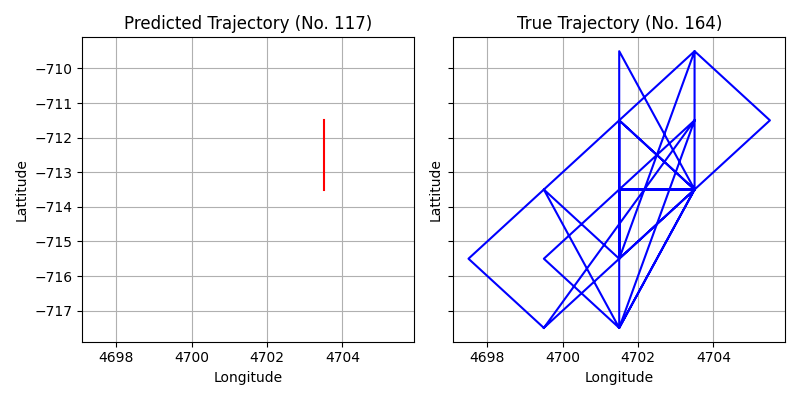 Predicted Trajectory (No. 117)
True Trajectory (No. 164)
−710
−711
−712
−713
−714
−715
−716
−717
Lattitude
Lattitude
4698
4700
4702
4704
4698
4700
4702
4704
Longitude
Longitude